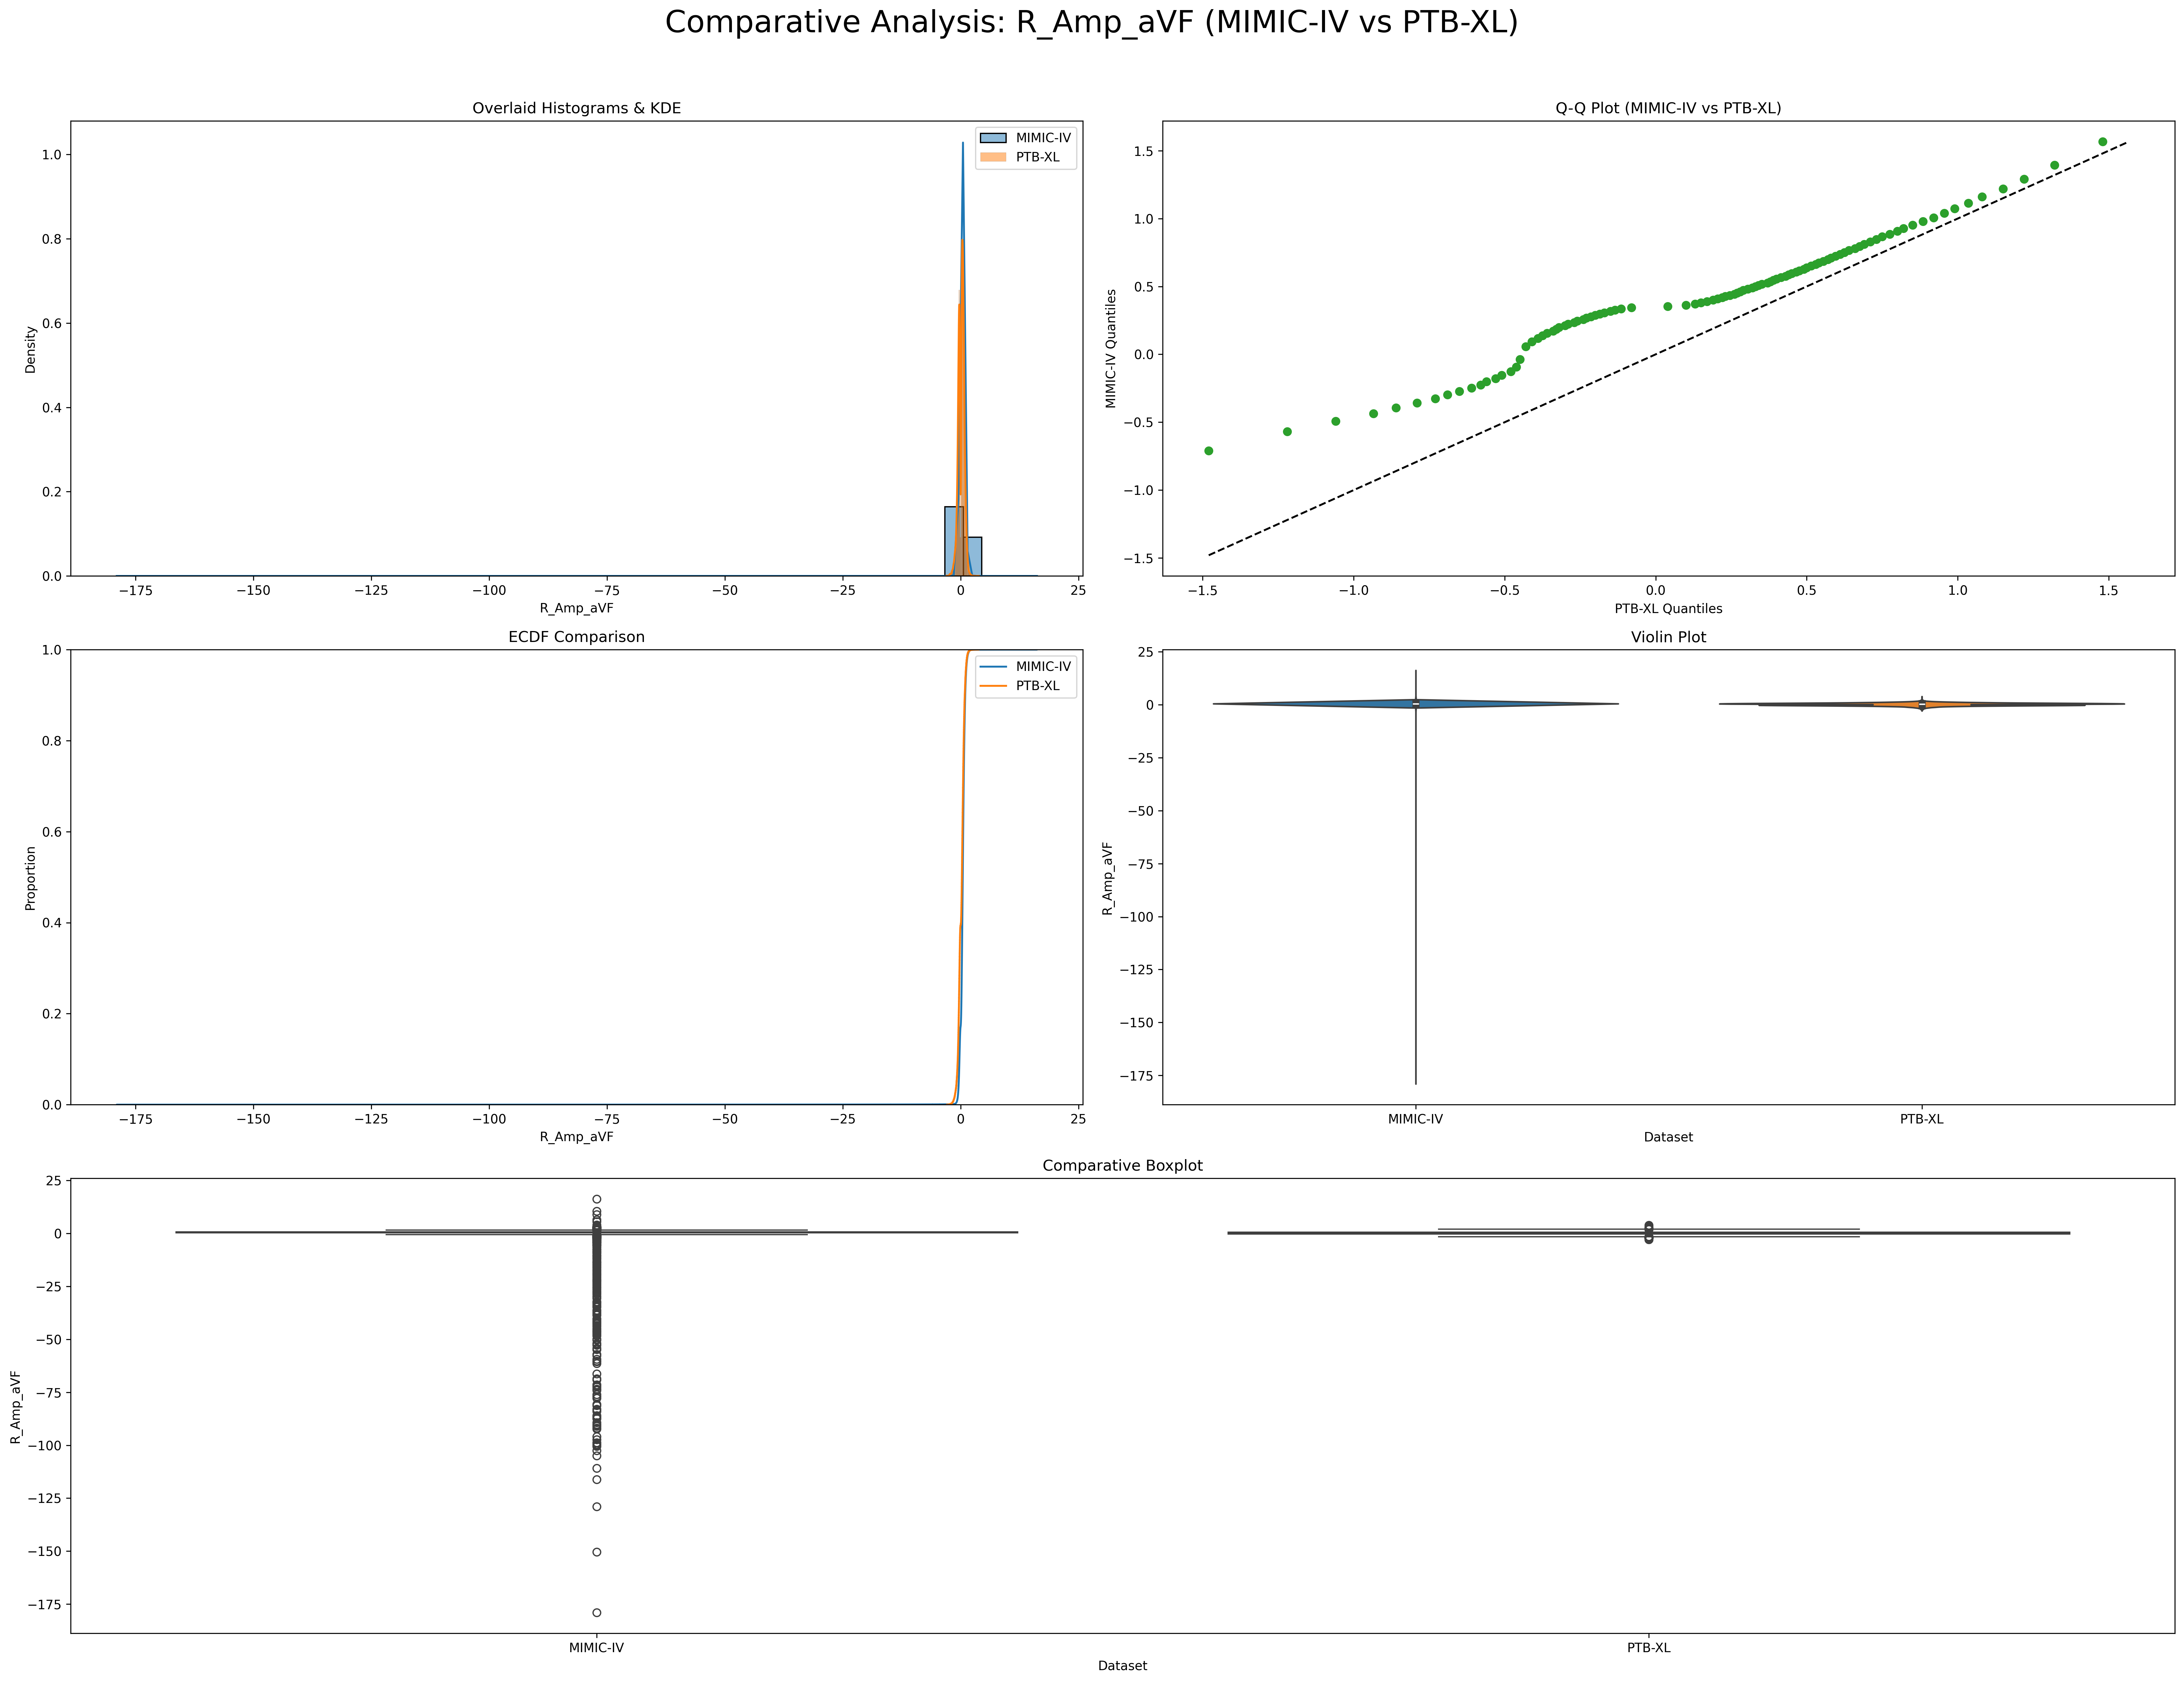 Comparative Analysis: R_Amp_aVF (MIMIC-IV vs PTB-XL)
Overlaid Histograms & KDE
MIMIC-IV
PTB-XL
Density
1.0
0.8
0.6
0.4
0.2
0.0
−175 −150 −125 −100 −75 −50 −25 0 25
R_Amp_aVF
Q-Q Plot (MIMIC-IV vs PTB-XL)
MIMIC-IV Quantiles
1.5
1.0
0.5
0.0
−0.5
−1.0
−1.5
−1.5 −1.0 −0.5 0.0 0.5 1.0 1.5
PTB-XL Quantiles
ECDF Comparison
MIMIC-IV
PTB-XL
Proportion
1.0
0.8
0.6
0.4
0.2
0.0
−175 −150 −125 −100 −75 −50 −25 0 25
R_Amp_aVF
Violin Plot
R_Amp_aVF
25
0
−25
−50
−75
−100
−125
−150
−175
MIMIC-IV PTB-XL
Dataset
Comparative Boxplot
R_Amp_aVF
25
0
−25
−50
−75
−100
−125
−150
−175
MIMIC-IV PTB-XL
Dataset